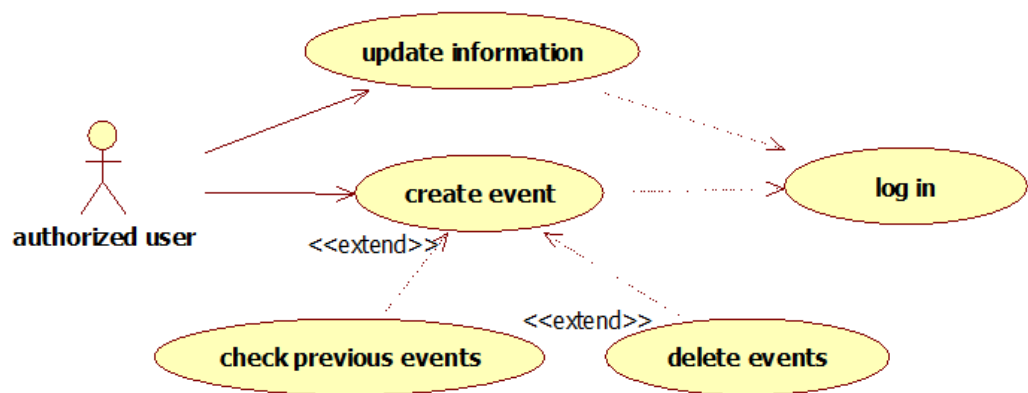 update information
create event
log in
authorized user
<<extend>>
<<extend>>
check previous events
delete events